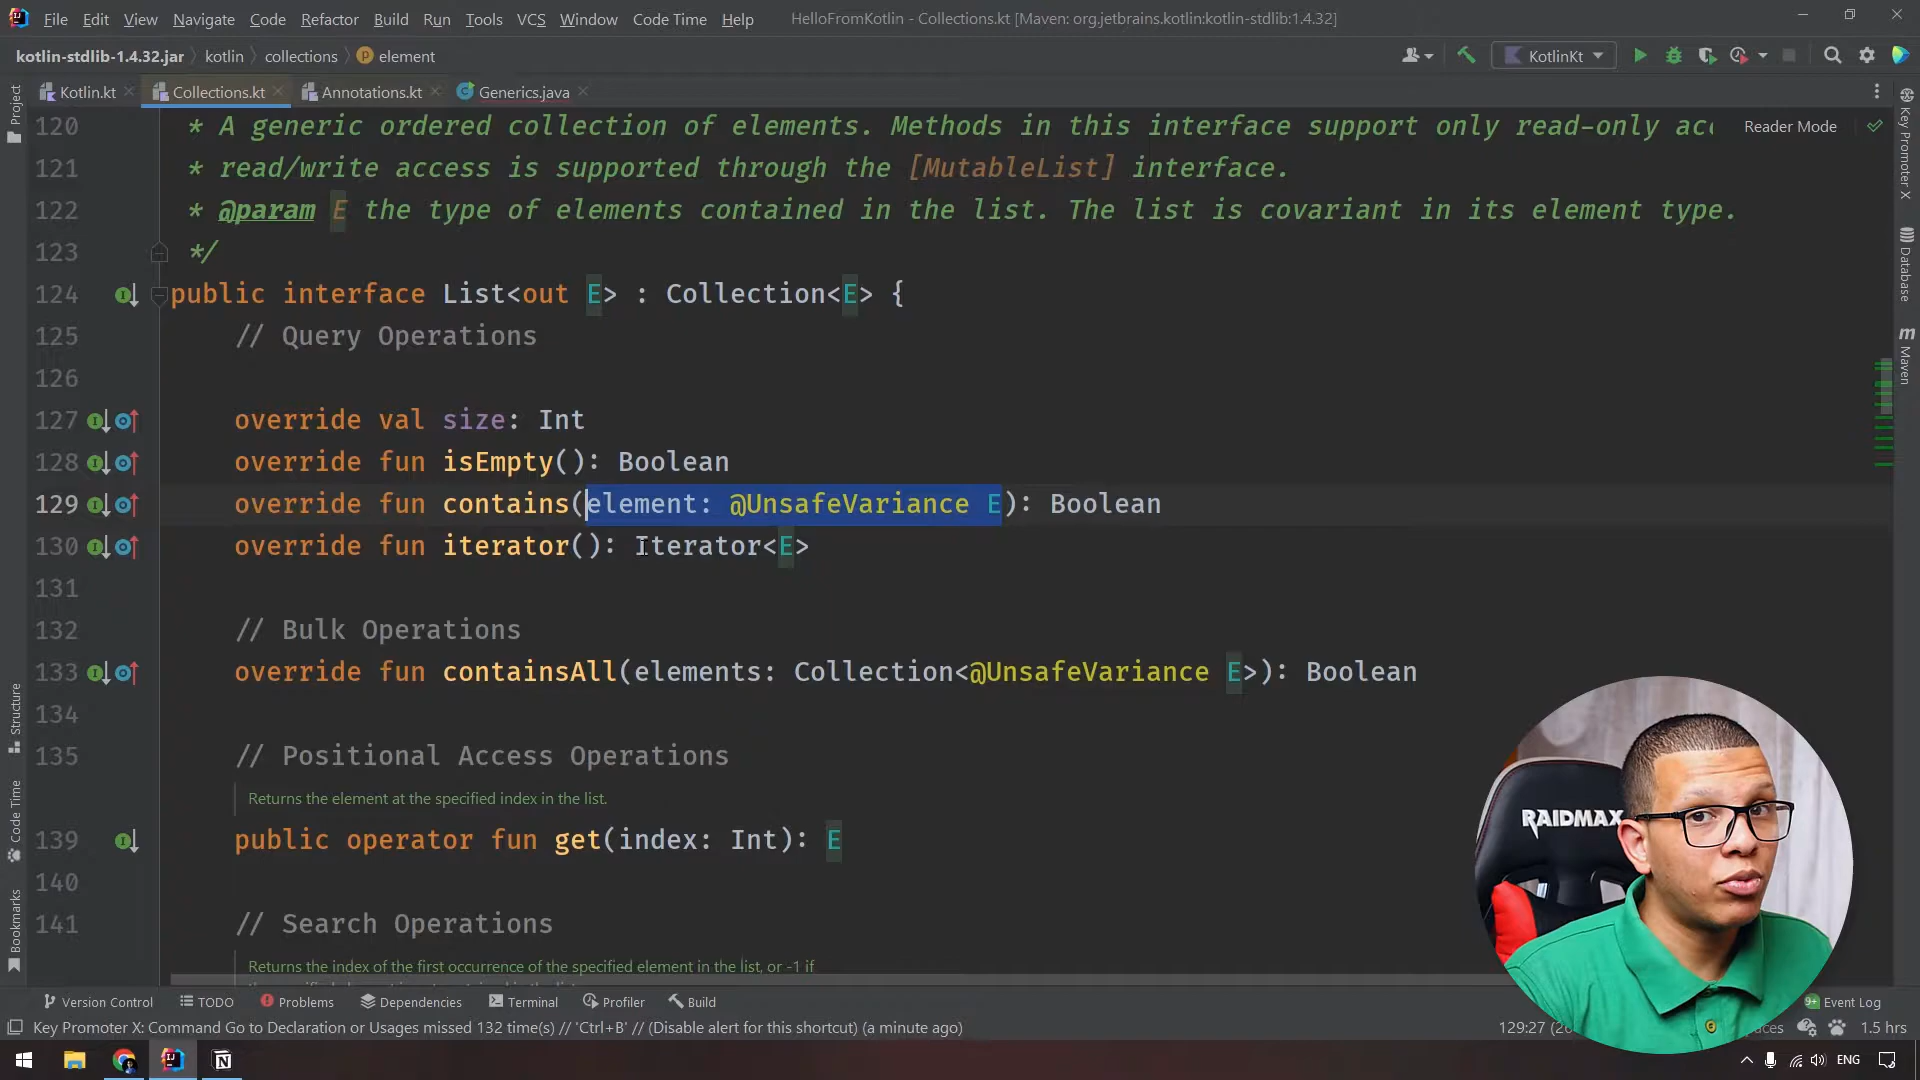 File Edit View Navigate Code Refactor Build Run Tools VCS Window Code Time Help HelloFromKotlin - Collections.kt [Maven: org.jetbrains.kotlin:kotlin-stdlib:1.4.32]
kotlin-stdlib-1.4.32.jar kotlin collections element KotlinKt
Kotlin.kt Collections.kt Annotations.kt Generics.java
Reader Mode
120 * A generic ordered collection of elements. Methods in this interface support only read-only
121 * read/write access is supported through the [MutableList] interface.
122 * @param E the type of elements contained in the list. The list is covariant in its element type.
123 */
124 public interface List<out E> : Collection<E> {
125 // Query Operations
126
127 override val size: Int
128 override fun isEmpty(): Boolean
129 override fun contains(element: @UnsafeVariance E): Boolean
130 override fun iterator(): Iterator<E>
131
132 // Bulk Operations
133 override fun containsAll(elements: Collection<@UnsafeVariance E>): Boolean
134
135 // Positional Access Operations
Returns the element at the specified index in the list.
139 public operator fun get(index: Int): E
140
141 // Search Operations
Returns the index of the first occurrence of the specified element in the list, or -1 if
Project
Structure
Code Time
Bookmarks
Key Promoter X
Database
m Maven
RAIDMAX
Version Control TODO Problems Dependencies Terminal Profiler Build 9+ Event Log
Key Promoter X: Command Go to Declaration or Usages missed 132 time(s) // 'Ctrl+B' // (Disable alert for this shortcut) (a minute ago) 129:27 1.5 hrs
ENG